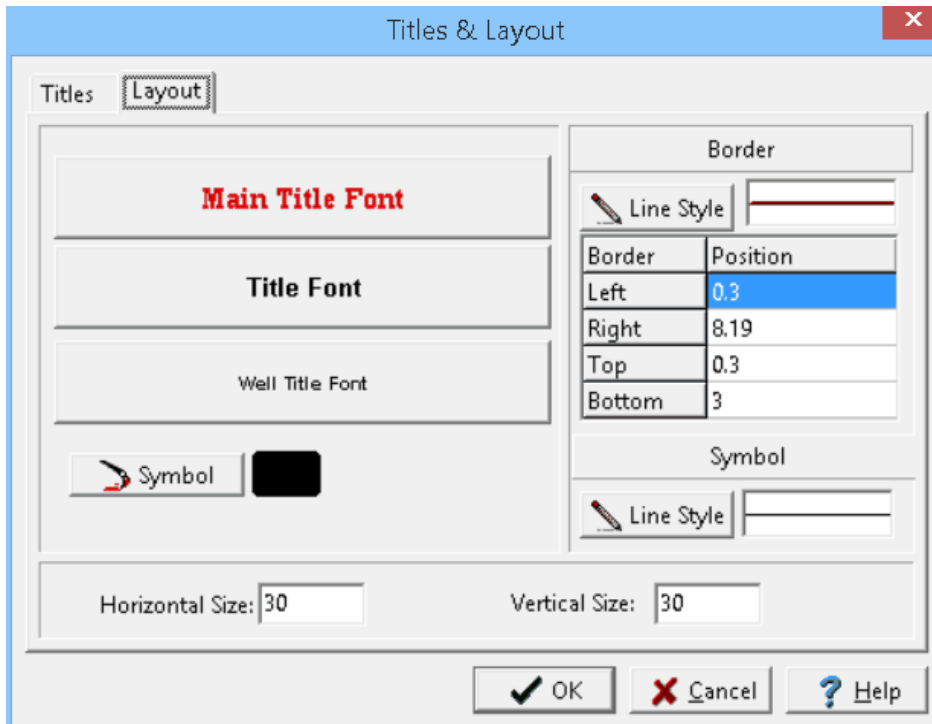 Titles & Layout
Titles Layout
Main Title Font
Title Font
Well Title Font
Symbol
Border
Line Style
Border Position
Left 0.3
Right 8.19
Top 0.3
Bottom 3
Symbol
Line Style
Horizontal Size: 30 Vertical Size: 30
OK Cancel Help